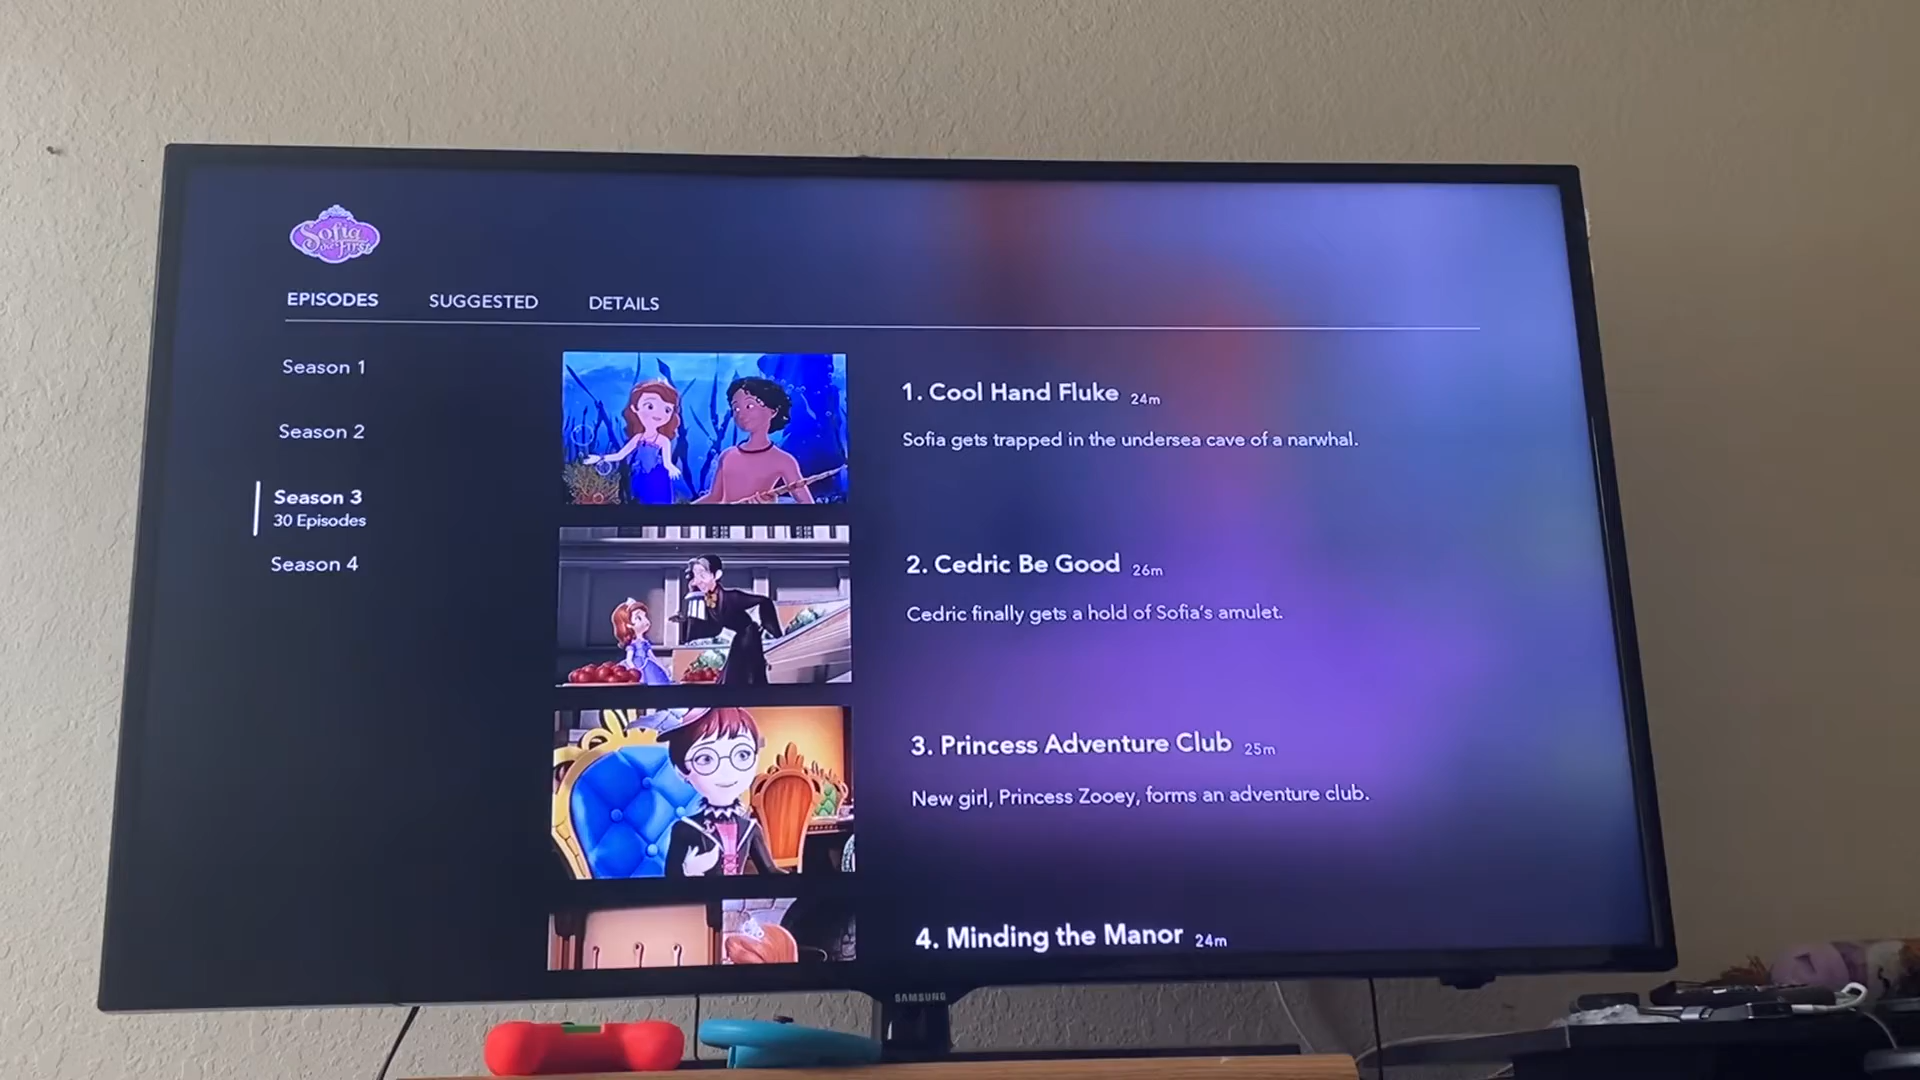 Sofia
the First
EPISODES SUGGESTED DETAILS
Season 1
Season 2
Season 3
30 Episodes
Season 4
1. Cool Hand Fluke 24m
Sofia gets trapped in the undersea cave of a narwhal.
2. Cedric Be Good 26m
Cedric finally gets a hold of Sofia's amulet.
3. Princess Adventure Club 25m
New girl, Princess Zooey, forms an adventure club.
4. Minding the Manor 24m
SAMSUNG